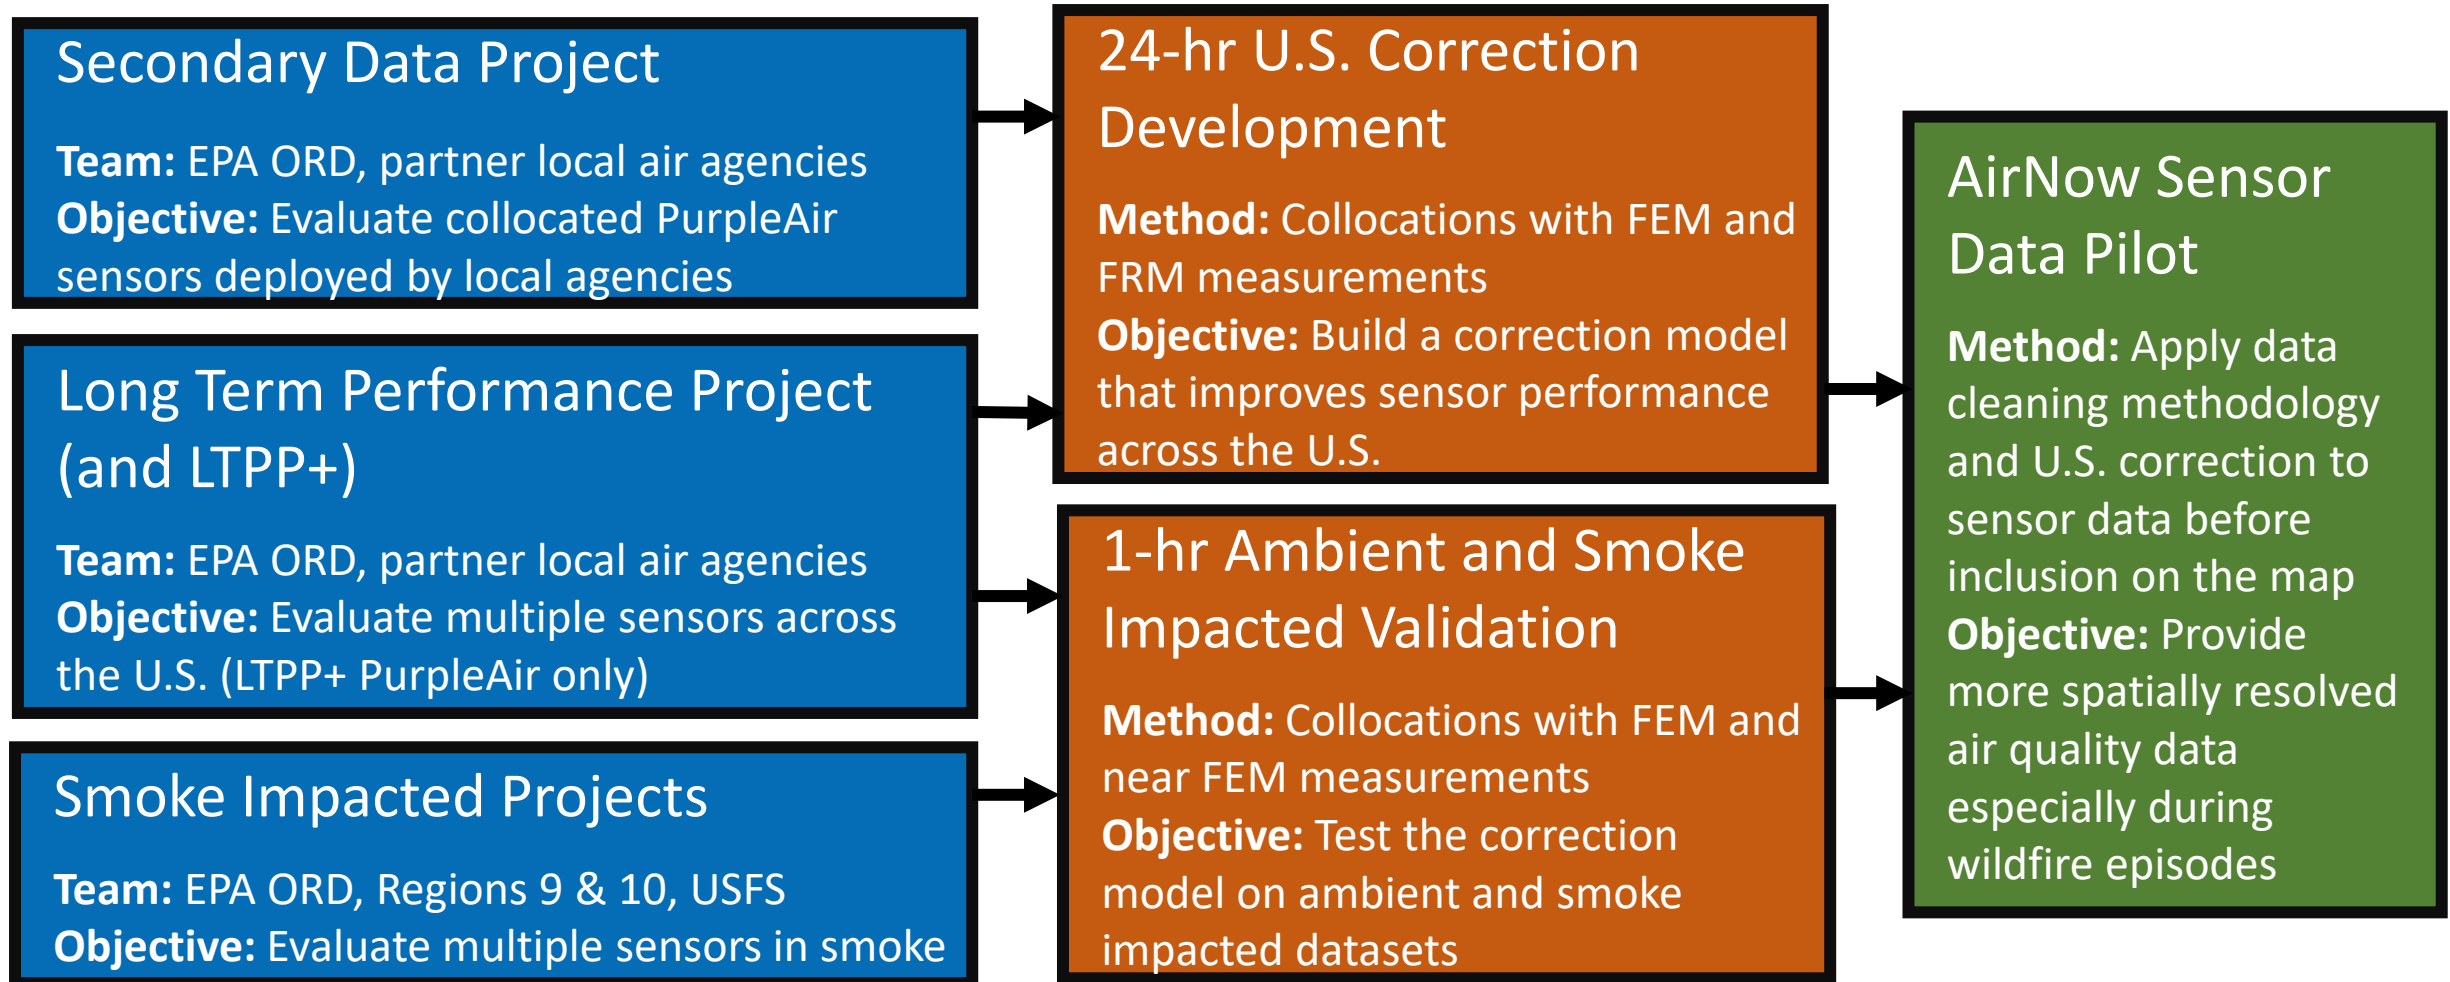 Secondary Data Project
Team: EPA ORD, partner local air agencies
Objective: Evaluate collocated PurpleAir
sensors deployed by local agencies
Long Term Performance Project
(and LTPP+)
Team: EPA ORD, partner local air agencies
Objective: Evaluate multiple sensors across
the U.S. (LTPP+ PurpleAir only)
Smoke Impacted Projects
Team: EPA ORD, Regions 9 & 10, USFS
Objective: Evaluate multiple sensors in smoke
24-hr U.S. Correction
Development
Method: Collocations with FEM and
FRM measurements
Objective: Build a correction model
that improves sensor performance
across the U.S.
1-hr Ambient and Smoke
Impacted Validation
Method: Collocations with FEM and
near FEM measurements
Objective: Test the correction
model on ambient and smoke
impacted datasets
AirNow Sensor
Data Pilot
Method: Apply data
cleaning methodology
and U.S. correction to
sensor data before
inclusion on the map
Objective: Provide
more spatially resolved
air quality data
especially during
wildfire episodes